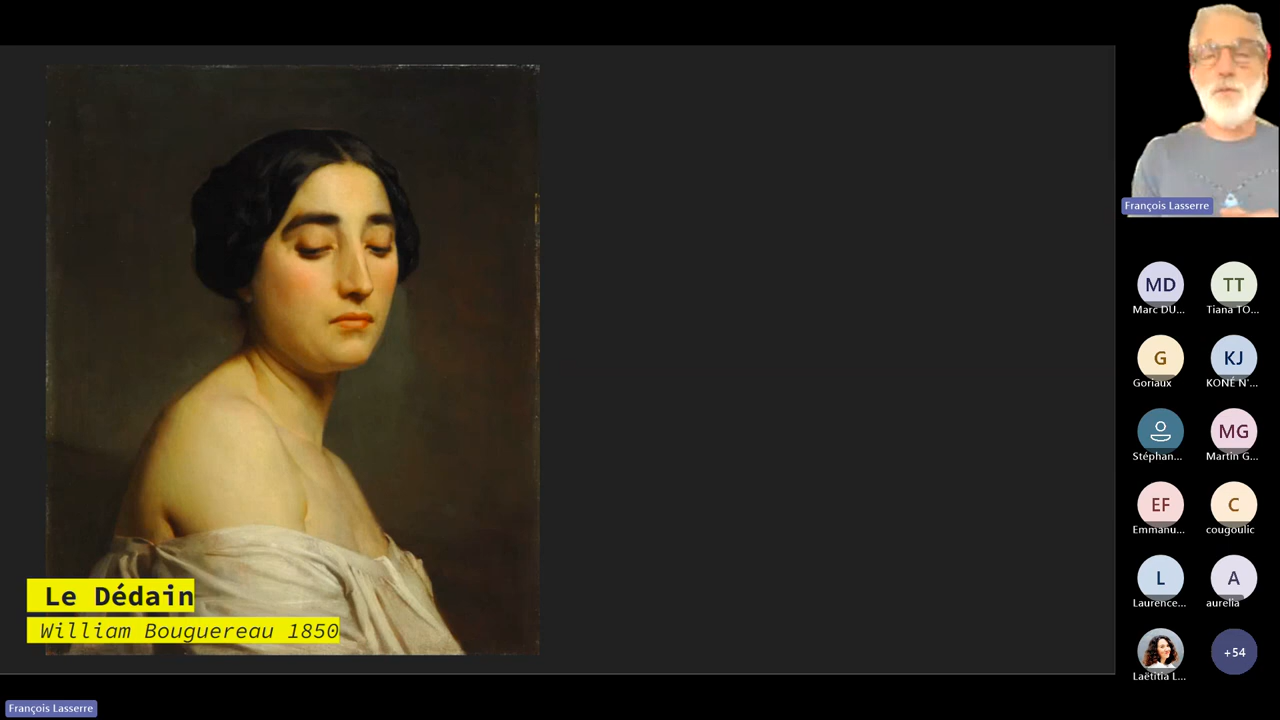 Le Dédain
William Bouguereau 1850
François Lasserre
MD
Marc DU...
TT
Tiana TO...
G
Goriaux
KJ
KONÉ N'...
Stéphan...
MG
Martin G...
EF
Emmanu...
C
cougoulic
L
Laurence...
A
aurelia
Laëtitia L...
+54
François Lasserre